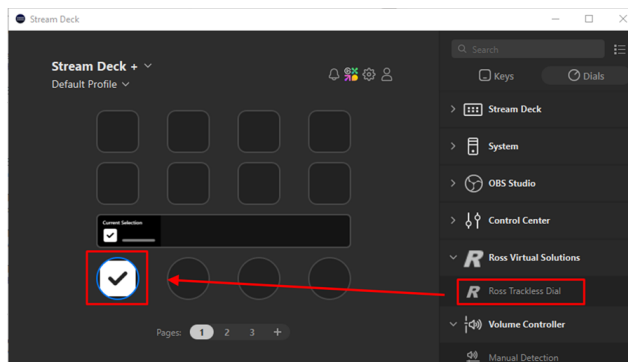 Stream Deck
Stream Deck +
Default Profile
Current Selection
Pages: 1 2 3 +
Search
Keys
Dials
Stream Deck
System
OBS Studio
Control Center
Ross Virtual Solutions
Ross Trackless Dial
Volume Controller
Manual Detection